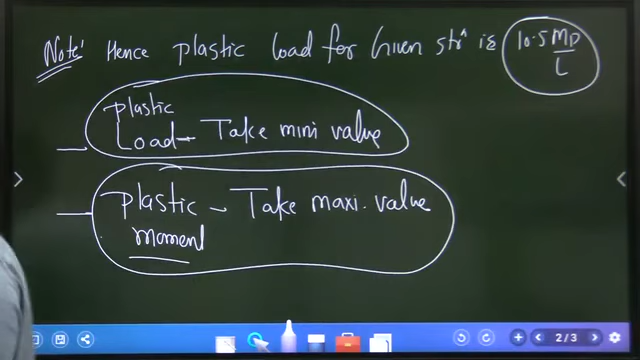 Note! Hence plastic load for Given strⁿ is 10.5 Mp/L
plastic
Load - Take mini value
plastic - Take maxi. value
moment
2/3